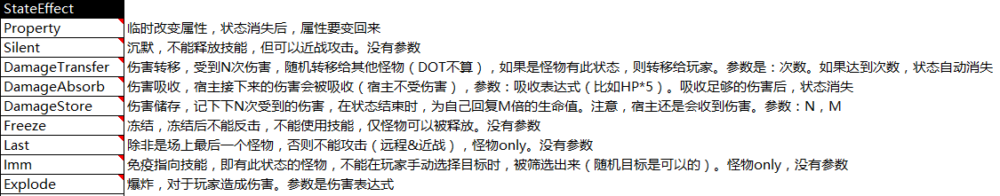 StateEffect
Property 临时改变属性，状态消失后，属性要变回来
Silent 沉默，不能释放技能，但可以近战攻击。没有参数
DamageTransfer 伤害转移，受到N次伤害，随机转移给其他怪物（DOT不算），如果是怪物有此状态，则转移给玩家。参数是：次数。如果达到次数，状态自动消失
DamageAbsorb 伤害吸收，宿主接下来的伤害会被吸收（宿主不受伤害），参数：吸收表达式（比如HP*5）。吸收足够的伤害后，状态消失
DamageStore 伤害储存，记下下N次受到的伤害，在状态结束时，为自己回复M倍的生命值。注意，宿主还是会收到伤害。参数：N，M
Freeze 冻结，冻结后不能反击，不能使用技能，仅怪物可以被释放。没有参数
Last 除非是场上最后一个怪物，否则不能攻击（远程&近战），怪物only。没有参数
Imm 免疫指向技能，即有此状态的怪物，不能在玩家手动选择目标时，被筛选出来（随机目标是可以的）。怪物only，没有参数
Explode 爆炸，对于玩家造成伤害。参数是伤害表达式